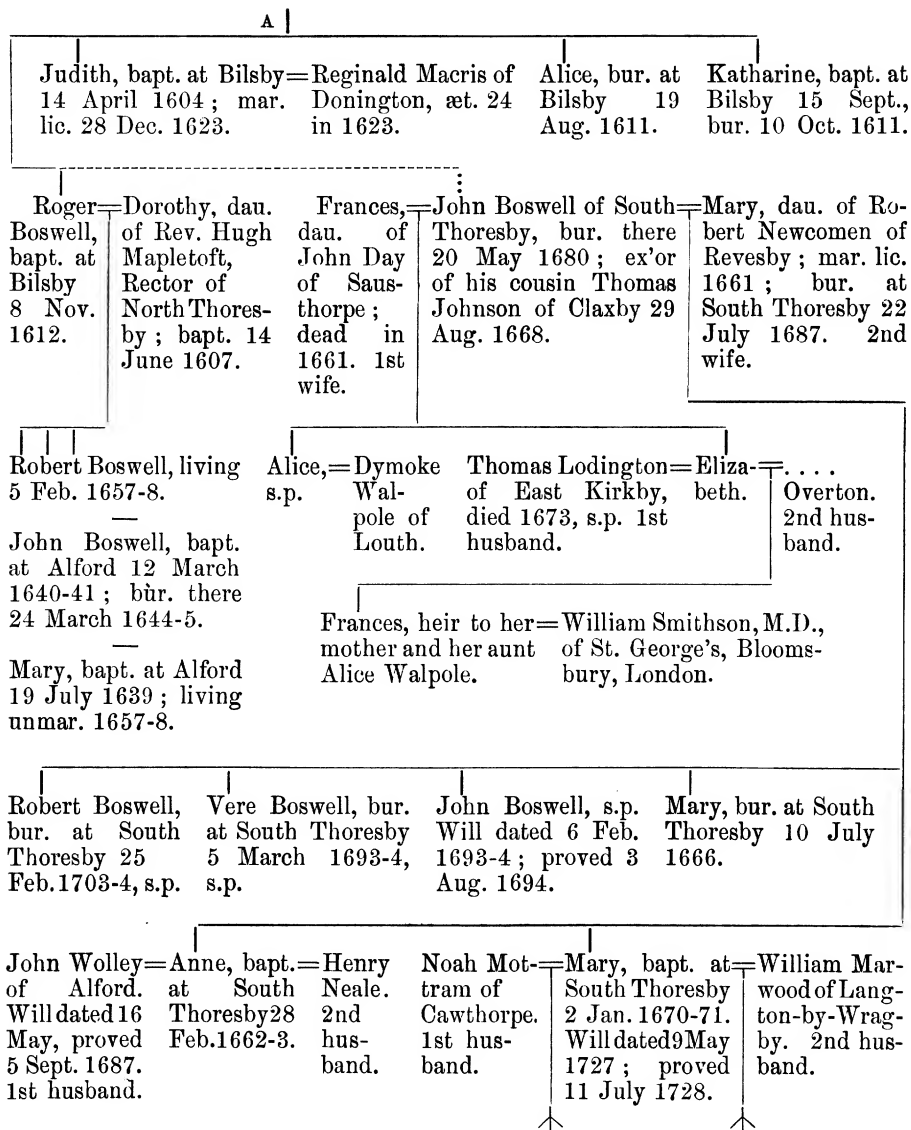 A
Judith, bapt. at Bilsby=
14 April 1604 ; mar.
lic. 28 Dec. 1623.
Reginald Macris of
Donington, æt. 24
in 1623.
Alice, bur. at
Bilsby 19
Aug. 1611.
Katharine, bapt. at
Bilsby 15 Sept.,
bur. 10 Oct. 1611.
Roger=
Boswell,
bapt. at
Bilsby
8 Nov.
1612.
Dorothy, dau.
of Rev. Hugh
Mapletoft,
Rector of
North Thores-
by ; bapt. 14
June 1607.
Frances,=
dau. of
John Day
of Saus-
thorpe ;
dead in
1661. 1st
wife.
John Boswell of South=
Thoresby, bur. there
20 May 1680 ; ex'or
of his cousin Thomas
Johnson of Claxby 29
Aug. 1668.
Mary, dau. of Ro-
bert Newcomen of
Revesby ; mar. lic.
1661 ; bur. at
South Thoresby 22
July 1687. 2nd
wife.
Robert Boswell, living
5 Feb. 1657-8.
—
John Boswell, bapt.
at Alford 12 March
1640-41 ; bùr. there
24 March 1644-5.
—
Mary, bapt. at Alford
19 July 1639 ; living
unmar. 1657-8.
Alice,=
s.p.
Dymoke
Wal-
pole of
Louth.
Thomas Lodington=
of East Kirkby,
died 1673, s.p. 1st
husband.
Eliza-=
beth.
. . . .
Overton.
2nd hus-
band.
Frances, heir to her=
mother and her aunt
Alice Walpole.
William Smithson, M.D.,
of St. George's, Blooms-
bury, London.
Robert Boswell,
bur. at South
Thoresby 25
Feb. 1703-4, s.p.
Vere Boswell, bur.
at South Thoresby
5 March 1693-4,
s.p.
John Boswell, s.p.
Will dated 6 Feb.
1693-4 ; proved 3
Aug. 1694.
Mary, bur. at South
Thoresby 10 July
1666.
John Wolley=
of Alford.
Will dated 16
May, proved
5 Sept. 1687.
1st husband.
Anne, bapt.=
at South
Thoresby 28
Feb. 1662-3.
Henry
Neale.
2nd
hus-
band.
Noah Mot-=
tram of
Cawthorpe.
1st hus-
band.
Mary, bapt. at=
South Thoresby
2 Jan. 1670-71.
Will dated 9 May
1727 ; proved
11 July 1728.
William Mar-
wood of Lang-
ton-by-Wrag-
by. 2nd hus-
band.